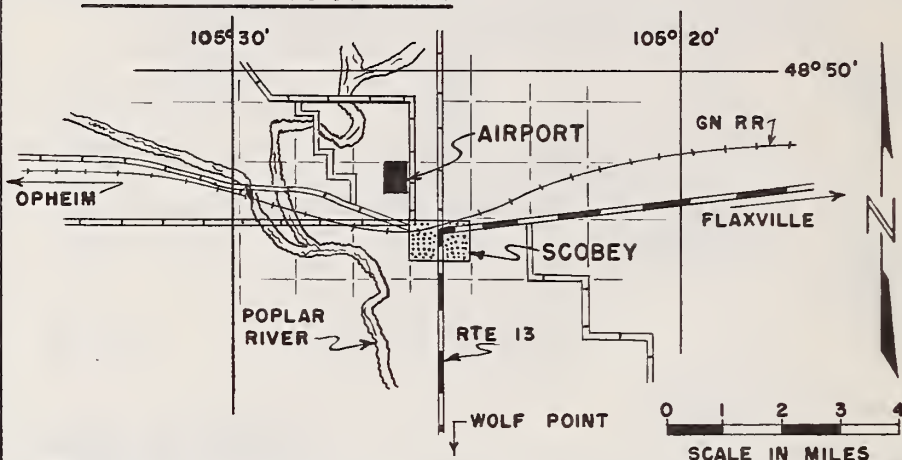 105° 30'
105° 20'
48° 50'
AIRPORT
GN RR
OPHEIM
FLAXVILLE
N
SCOBEY
POPLAR
RIVER
RTE 13
WOLF POINT
0 1 2 3 4
SCALE IN MILES